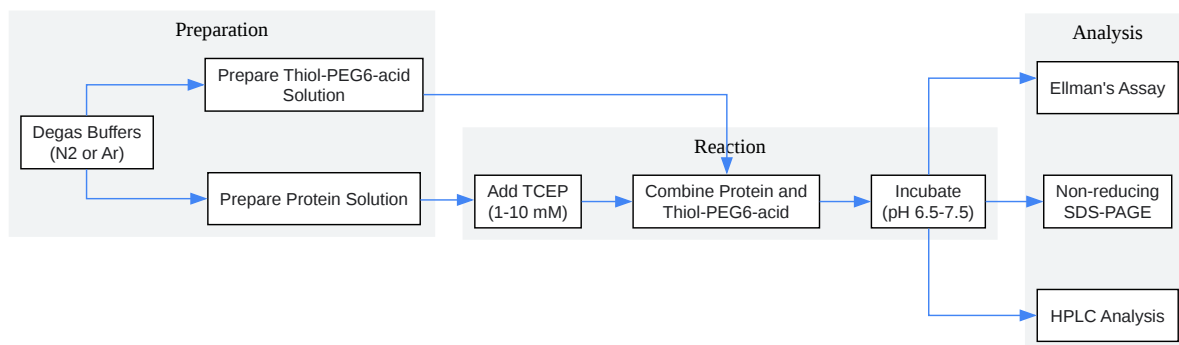 Preparation
Analysis
Prepare Thiol-PEG6-acid
Solution
Ellman's Assay
Degas Buffers
(N2 or Ar)
Reaction
Prepare Protein Solution
Add TCEP
(1-10 mM)
Combine Protein and
Thiol-PEG6-acid
Incubate
(pH 6.5-7.5)
Non-reducing
SDS-PAGE
HPLC Analysis